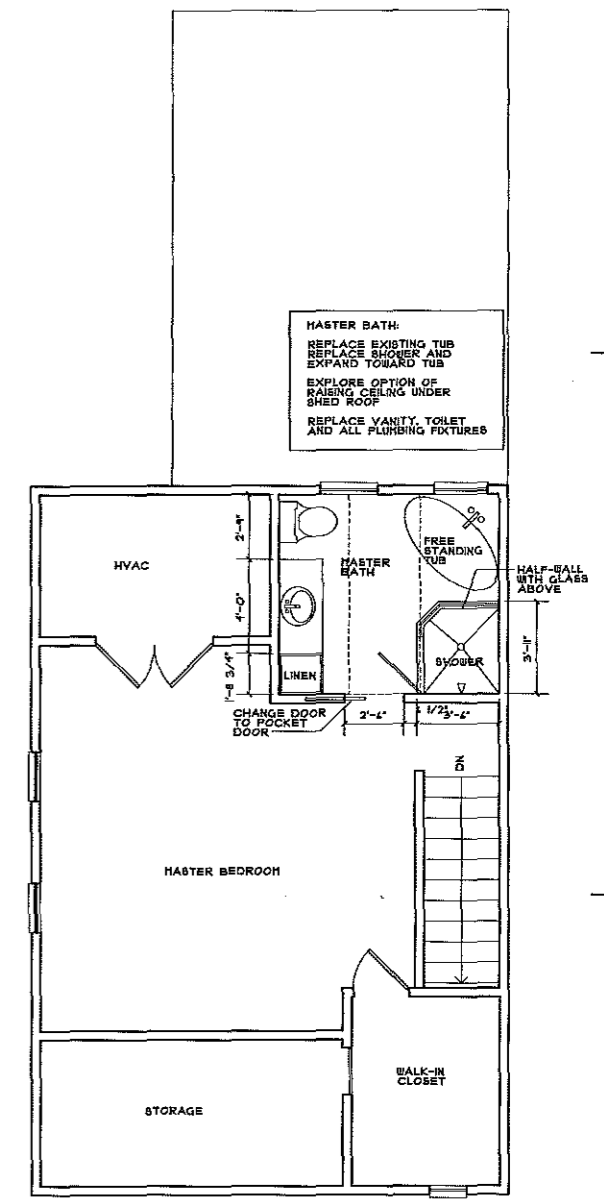 MASTER BATH:
REPLACE EXISTING TUB
REPLACE SHOWER AND
EXPAND TOWARD TUB
EXPLORE OPTION OF
RAISING CEILING UNDER
SHED ROOF
REPLACE VANITY, TOILET
AND ALL PLUMBING FIXTURES
HVAC
2'-9"
4'-0"
1'-8 3/4"
MASTER
BATH
FREE
STANDING
TUB
HALF-WALL
WITH GLASS
ABOVE
SHOWER
3'-11"
LINEN
CHANGE DOOR
TO POCKET
DOOR
2'-6"
1/2"
3'-6"
DN
MASTER BEDROOM
WALK-IN
CLOSET
STORAGE